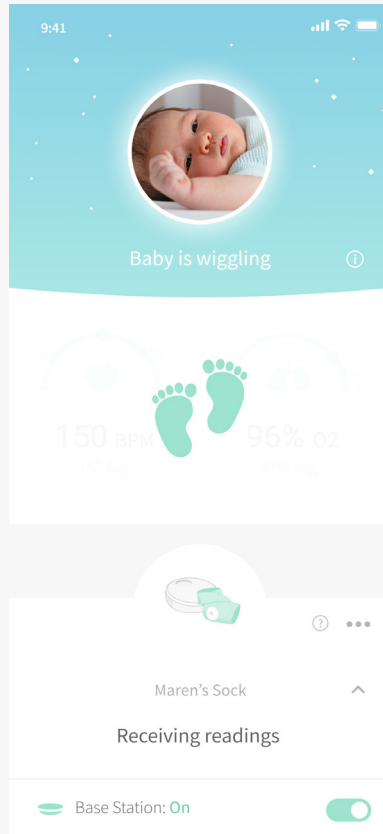 9:41
Baby is wiggling
150 BPM
96% O2
Maren's Sock
Receiving readings
Base Station: On